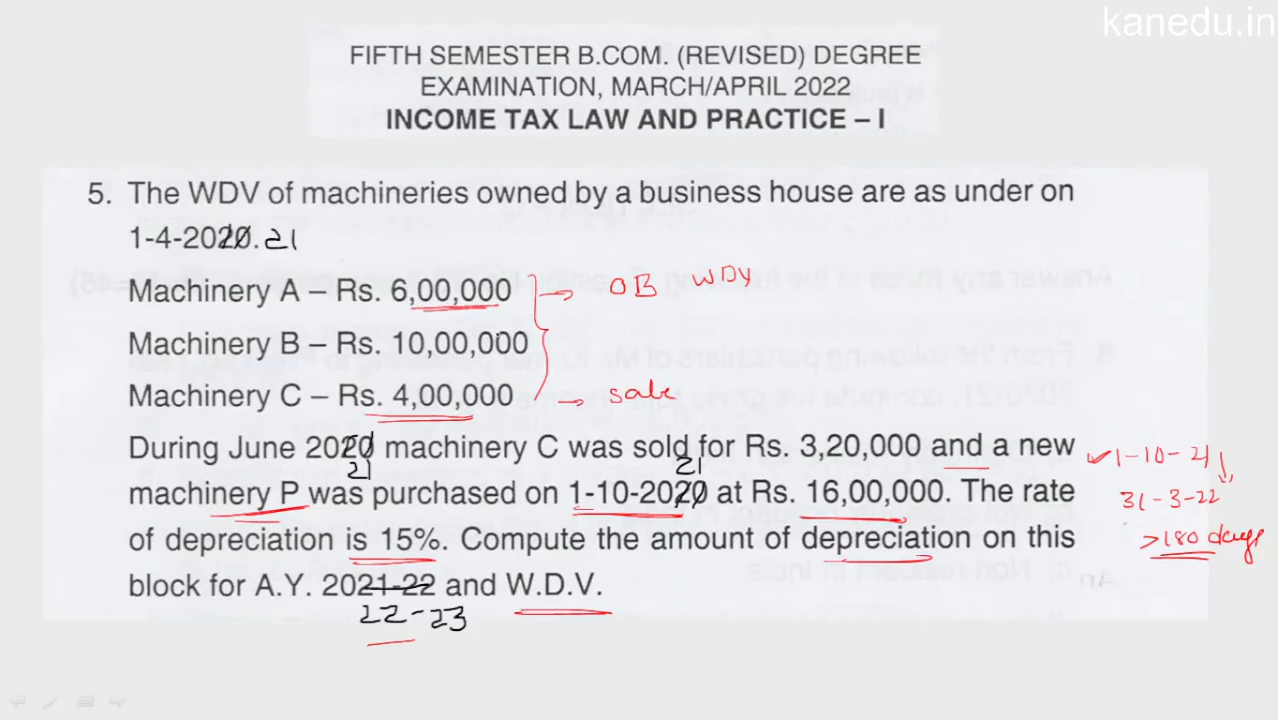 kanedu.in
FIFTH SEMESTER B.COM. (REVISED) DEGREE
EXAMINATION, MARCH/APRIL 2022
INCOME TAX LAW AND PRACTICE – I
5. The WDV of machineries owned by a business house are as under on
1-4-2020. 21
Machinery A – Rs. 6,00,000 → OB WDV
Machinery B – Rs. 10,00,000
Machinery C – Rs. 4,00,000 → sale
During June 2020 machinery C was sold for Rs. 3,20,000 and a new
21 21
machinery P was purchased on 1-10-2020 at Rs. 16,00,000. The rate
of depreciation is 15%. Compute the amount of depreciation on this
block for A.Y. 2021-22 and W.D.V.
22-23
1-10-21
31-3-22
>180 days